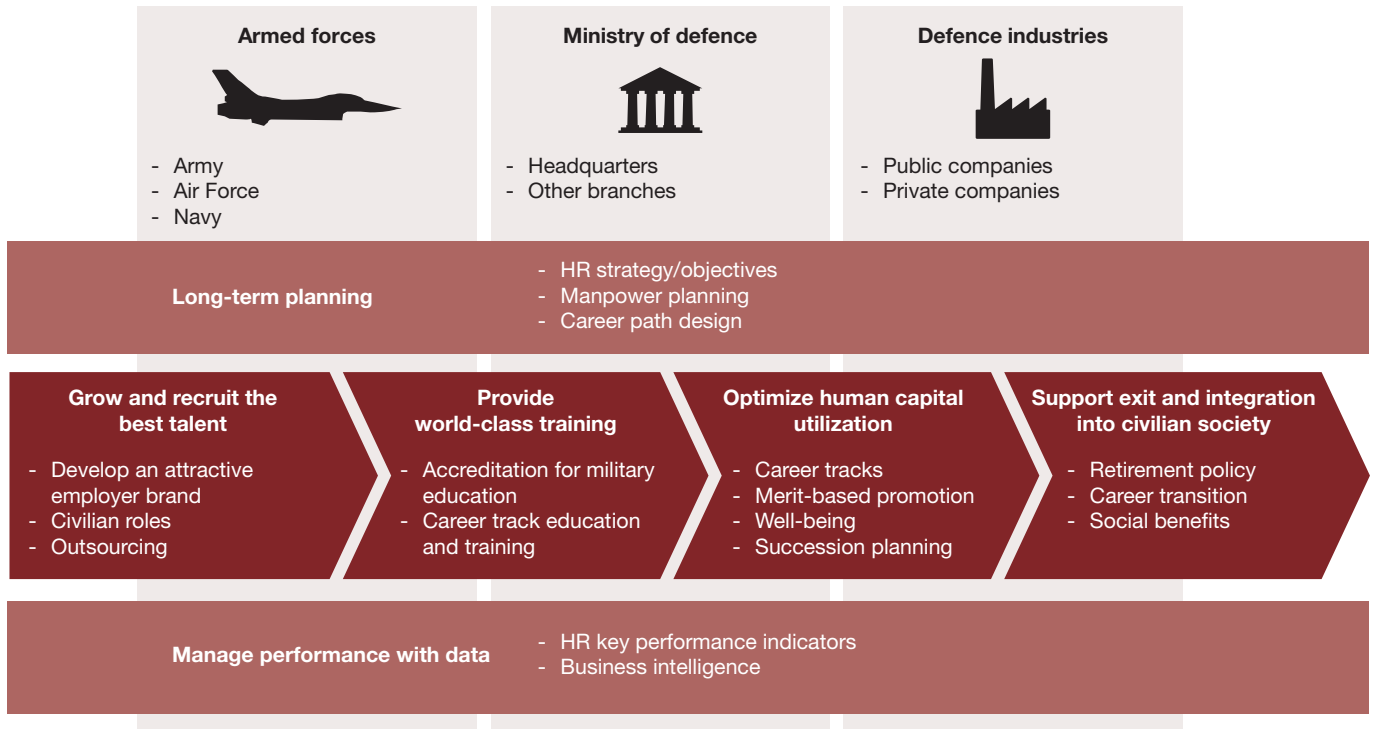 Armed forces
- Army
- Air Force
- Navy
Ministry of defence
- Headquarters
- Other branches
Defence industries
- Public companies
- Private companies
Long-term planning
- HR strategy/objectives
- Manpower planning
- Career path design
Grow and recruit the
best talent
- Develop an attractive
employer brand
- Civilian roles
- Outsourcing
Provide
world-class training
- Accreditation for military
education
- Career track education
and training
Optimize human capital
utilization
- Career tracks
- Merit-based promotion
- Well-being
- Succession planning
Support exit and integration
into civilian society
- Retirement policy
- Career transition
- Social benefits
Manage performance with data
- HR key performance indicators
- Business intelligence